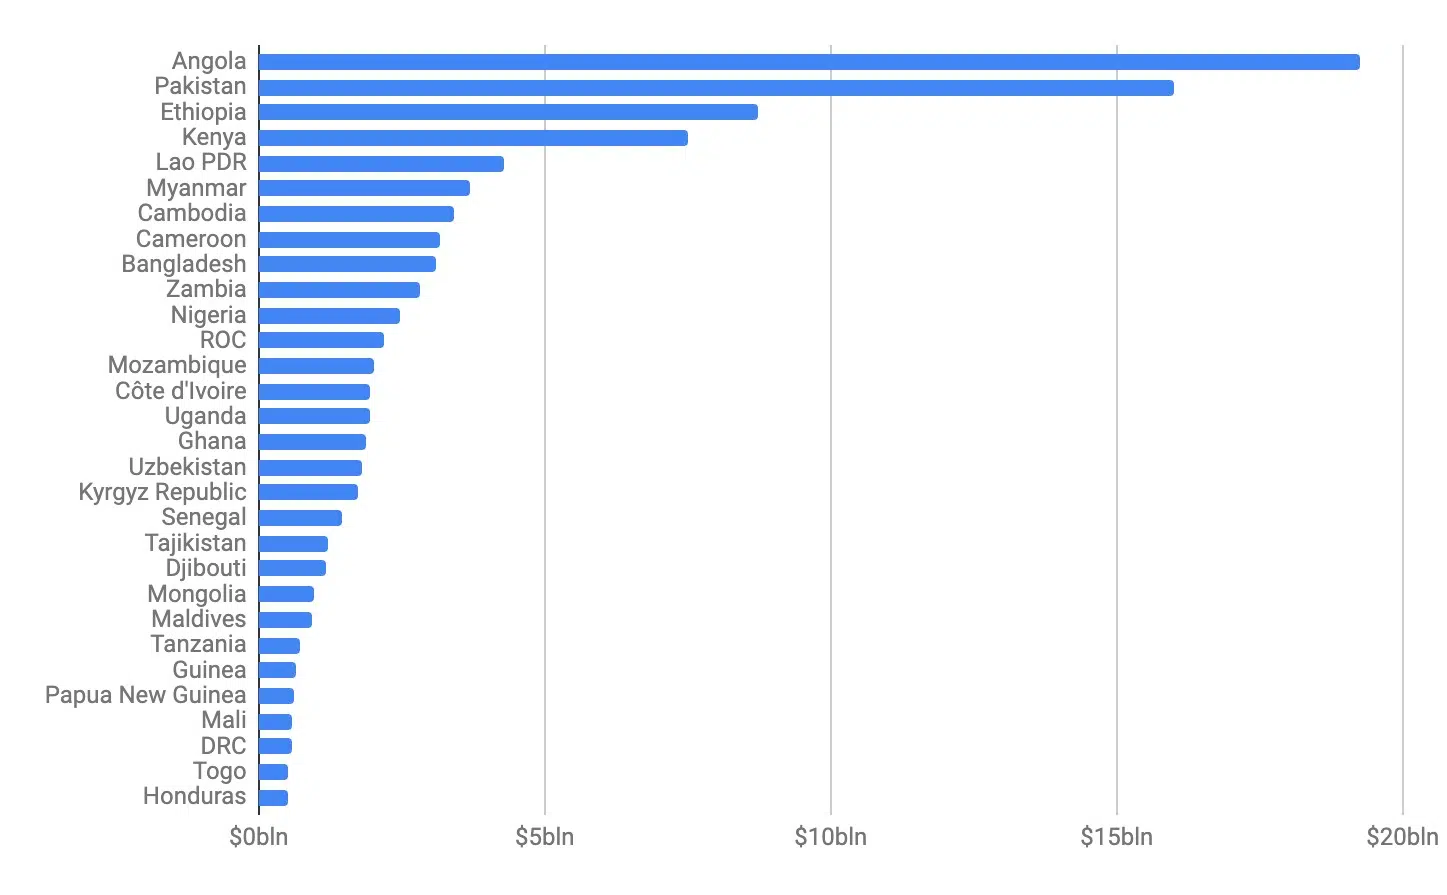 Angola
Pakistan
Ethiopia
Kenya
Lao PDR
Myanmar
Cambodia
Cameroon
Bangladesh
Zambia
Nigeria
ROC
Mozambique
Côte d'Ivoire
Uganda
Ghana
Uzbekistan
Kyrgyz Republic
Senegal
Tajikistan
Djibouti
Mongolia
Maldives
Tanzania
Guinea
Papua New Guinea
Mali
DRC
Togo
Honduras
$0bln $5bln $10bln $15bln $20bln